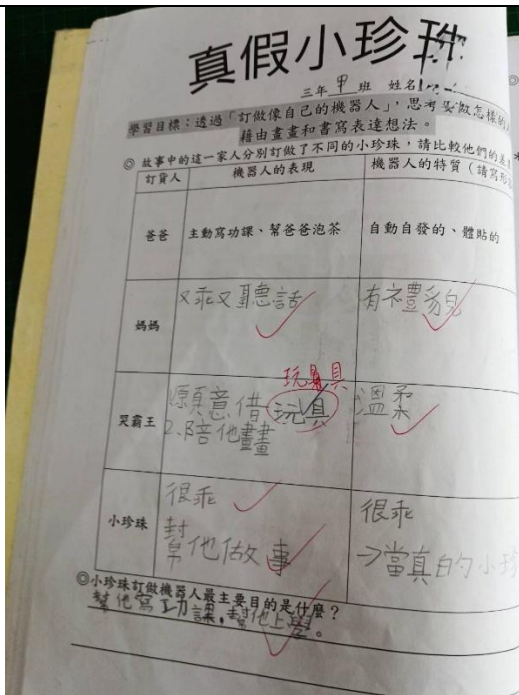 真假小珍珠
三年甲班 姓名
學習目標：透過「訂做像自己的機器人」，思考要做怎樣的
藉由畫畫和書寫表達想法。
◎ 故事中的這一家人分別訂做了不同的小珍珠，請比較他們的差
訂貨人 機器人的表現 機器人的特質（請寫形
爸爸 主動寫功課、幫爸爸泡茶 自動自發的、體貼的
媽媽 又乖又聽話 有禮貌
玩具
哭霸王 願意借玩具 溫柔
2、陪他畫畫
小珍珠 很乖 很乖
幫他做事 →當真的小珍
◎小珍珠訂做機器人最主要目的是什麼？
幫他寫功課，幫他上學。